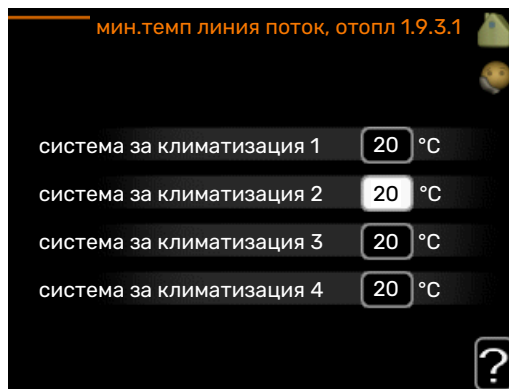 мин.темп линия поток, отопл 1.9.3.1
система за климатизация 1 20 °C
система за климатизация 2 20 °C
система за климатизация 3 20 °C
система за климатизация 4 20 °C
?